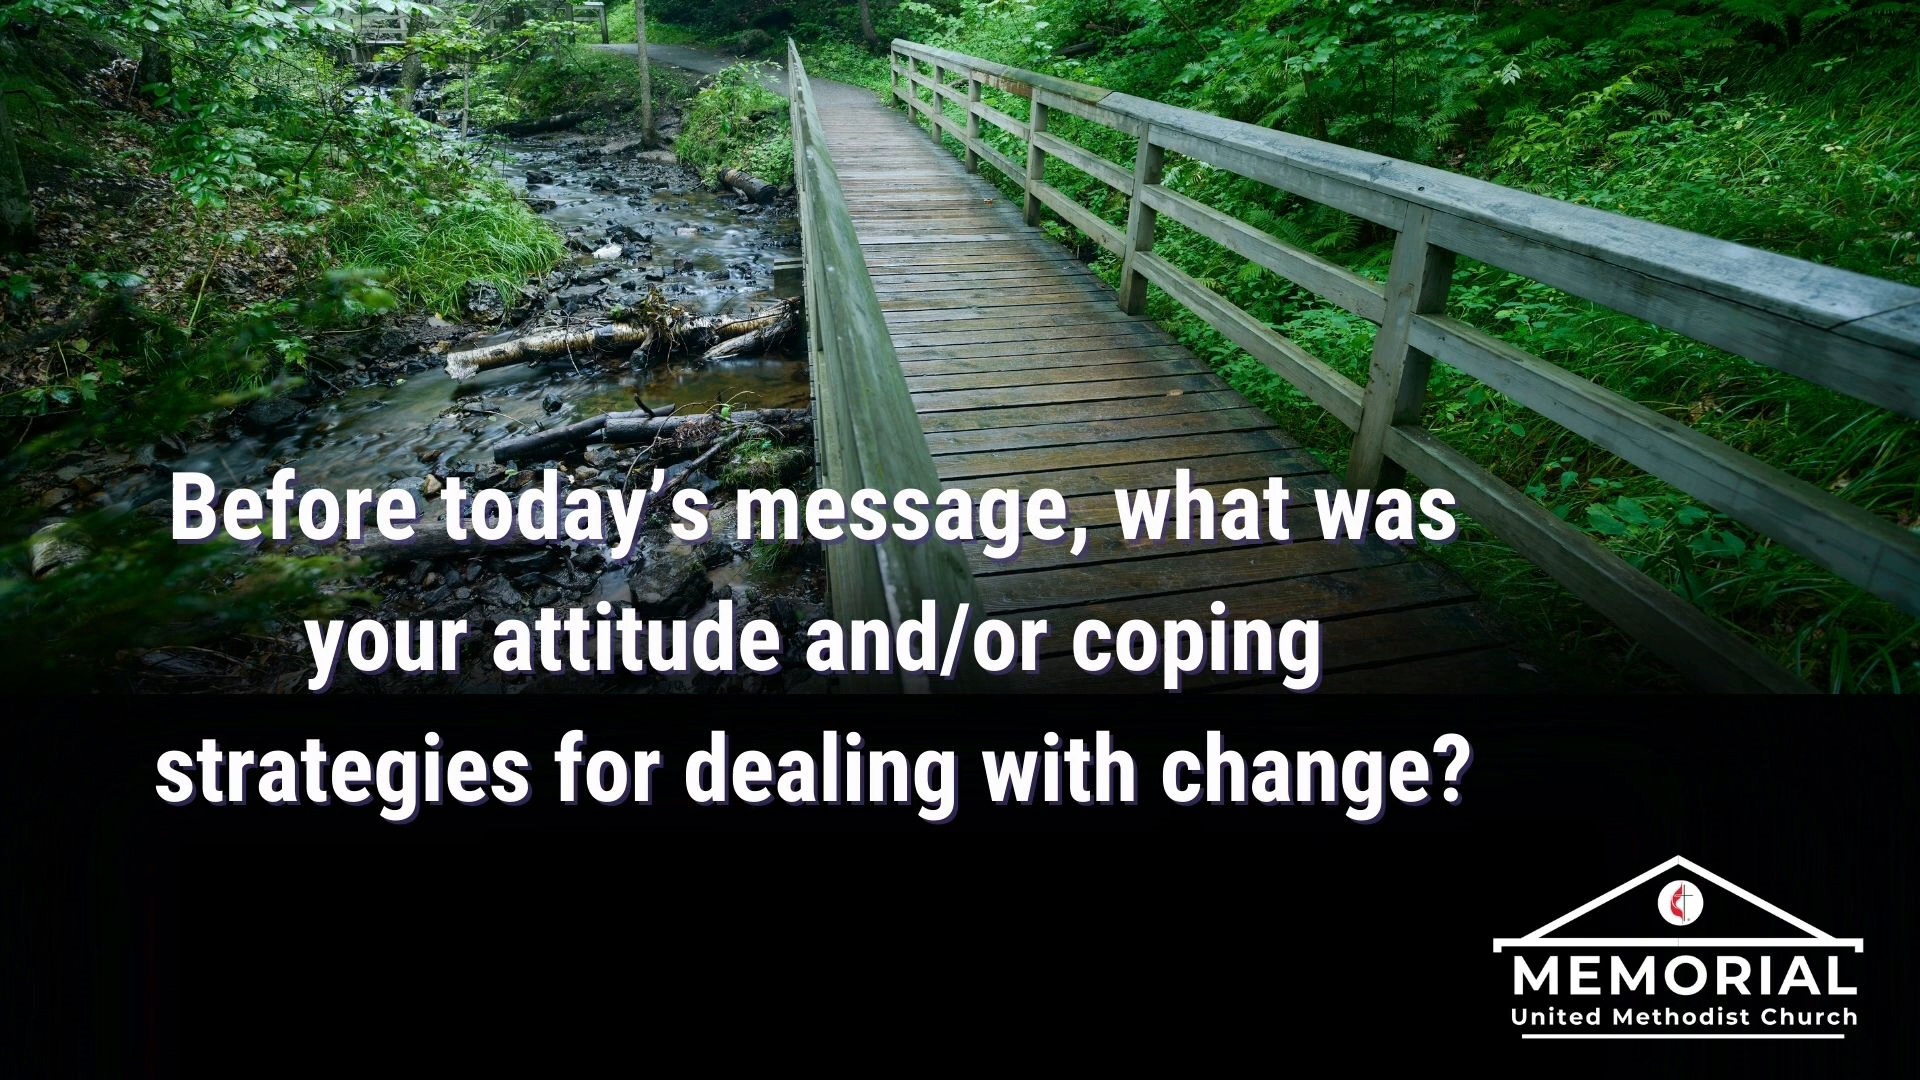 Before today’s message, what was
your attitude and/or coping
strategies for dealing with change?
MEMORIAL
United Methodist Church